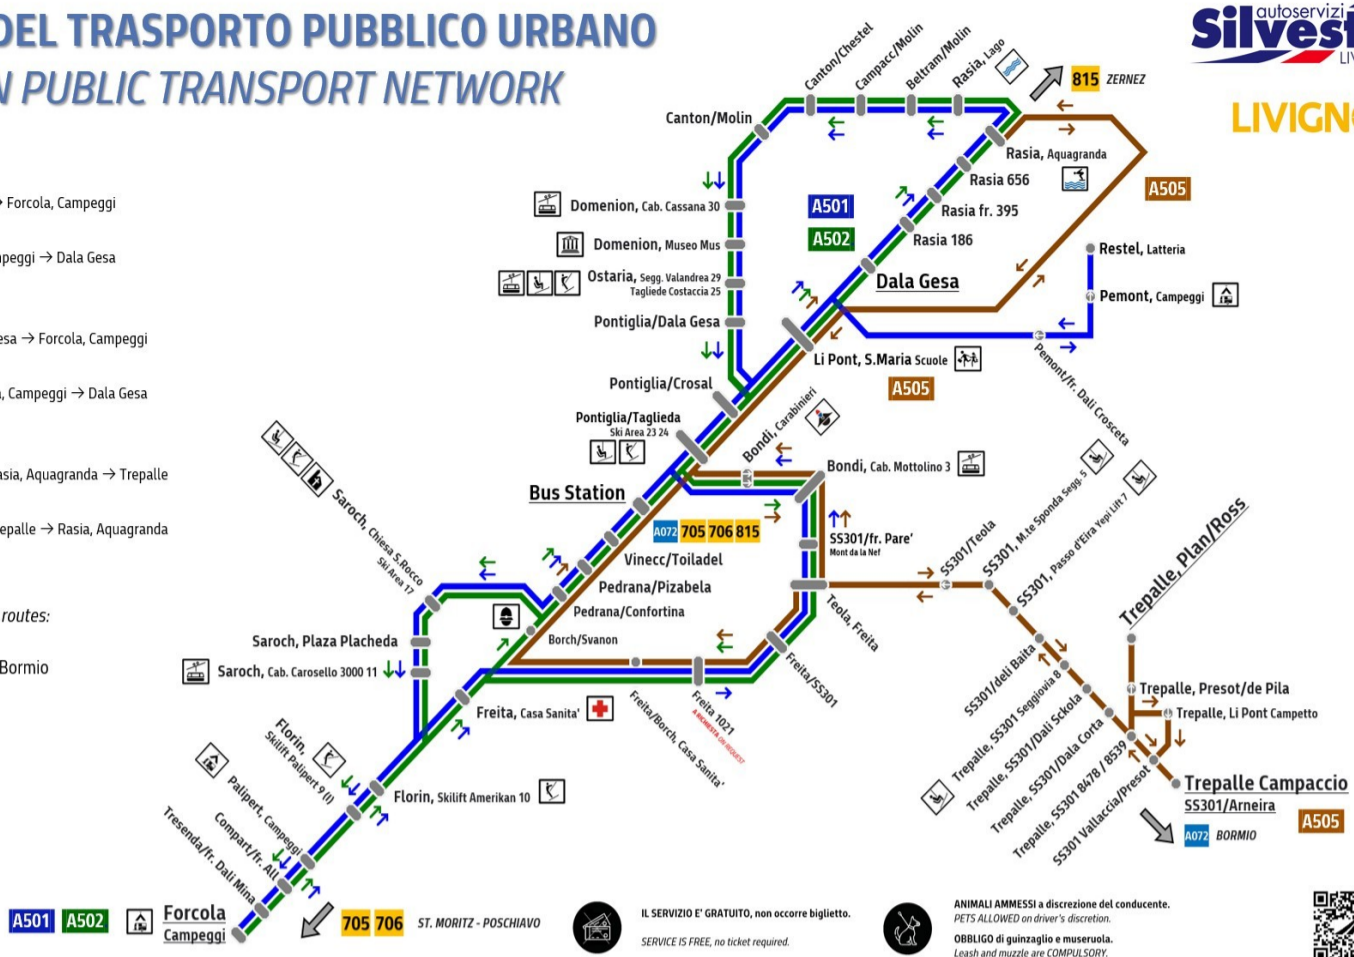 DEL TRASPORTO PUBBLICO URBANO
N PUBLIC TRANSPORT NETWORK
autoservizi
Silvest
LIV
LIVIGN
815 ZERNEZ
→ Forcola, Campeggi
mpeggi → Dala Gesa
esa → Forcola, Campeggi
a, Campeggi → Dala Gesa
asia, Aquagranda → Trepalle
repalle → Rasia, Aquagranda
routes:
Bormio
Canton/Chestel
Campacc/Molin
Beltram/Molin
Rasia, Lago
Canton/Molin
Rasia, Aquagranda
Rasia 656
Rasia fr. 395
Rasia 186
A501
A502
A505
Domenion, Cab. Cassana 30
Domenion, Museo Mus
Ostaria, Segg. Valandrea 29
Tagliede Costaccia 25
Pontiglia/Dala Gesa
Dala Gesa
Restel, Latteria
Pemont, Campeggi
Pemont/fr. Dali Crosceta
Li Pont, S.Maria Scuole
A505
Pontiglia/Crosal
Pontiglia/Taglieda
Ski Area 23 24
Bondi, Carabinieri
Bondi, Cab. Mottolino 3
Bus Station
A072 705 706 815
SS301/fr. Pare'
Mont da la Nef
Vinecc/Toiladel
Pedrana/Pizabela
Pedrana/Confortina
Borch/Svanon
Saroch, Chiesa S.Rocco
Ski Area 17
Saroch, Plaza Placheda
Saroch, Cab. Carosello 3000 11
Teola, Freita
Freita/SS301
Freita 1021
A RICHIESTA ON REQUEST
Freita/Borch, Casa Sanita'
Freita, Casa Sanita'
SS301/Teola
SS301, M.te Sponda Segg. 5
SS301, Passo d'Eira Yepi Lift 7
SS301/deli Baita
Trepalle, SS301 Seggiovia 8
Trepalle, SS301/Dali Sckola
Trepalle, SS301/Dala Corta
Trepalle, SS301 8478 / 8539
SS301 Vallaccia/Presot
Trepalle, Plan/Ross
Trepalle, Presot/de Pila
Trepalle, Li Pont Campetto
Trepalle Campaccio
SS301/Arneira
A505
A072 BORMIO
Florin,
Skilift Palipert 9 (I)
Florin, Skilift Amerikan 10
Palipert, Campeggi
Compart/fr. All
Tresenda/fr. Dali Mina
A501 A502 Forcola
Campeggi
705 706 ST. MORITZ - POSCHIAVO
IL SERVIZIO E' GRATUITO, non occorre biglietto.
SERVICE IS FREE, no ticket required.
ANIMALI AMMESSI a discrezione del conducente.
PETS ALLOWED on driver's discretion.
OBBLIGO di guinzaglio e museruola.
Leash and muzzle are COMPULSORY.